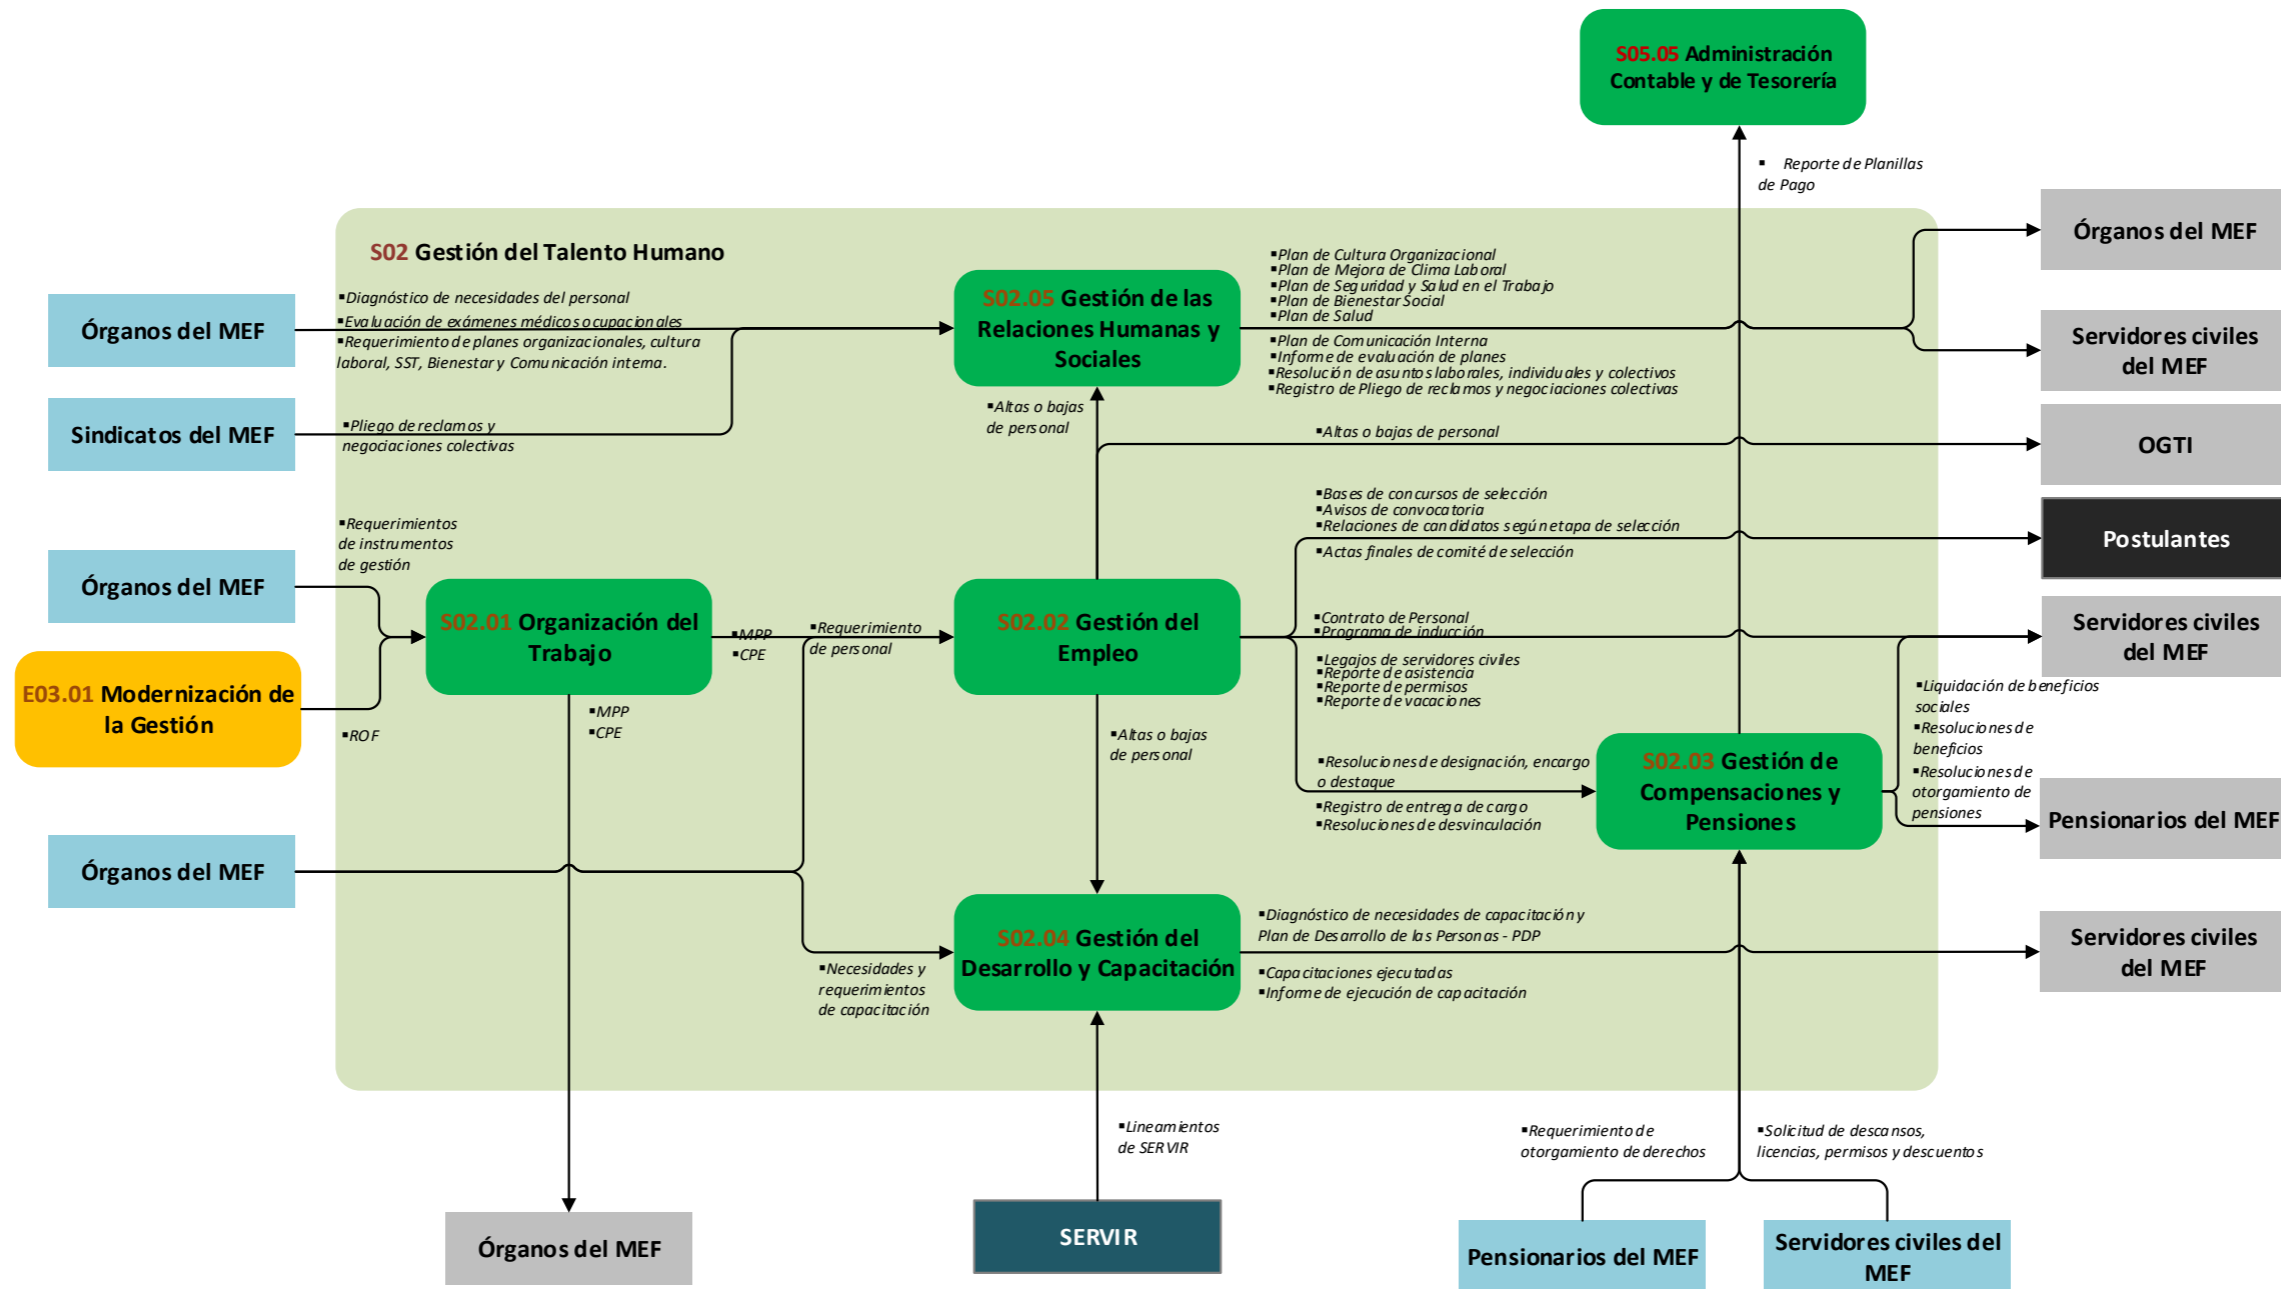 S05.05 Administración
Contable y de Tesorería
▪ Reporte de Planillas
de Pago
S02 Gestión del Talento Humano
Órganos del MEF
▪Diagnóstico de necesidades del personal
▪Evaluación de exámenes médicos ocupacionales
▪Requerimiento de planes organizacionales, cultura
laboral, SST, Bienestar y Comunicación interna.
Sindicatos del MEF
▪Pliego de reclamos y
negociaciones colectivas
S02.05 Gestión de las
Relaciones Humanas y
Sociales
▪Plan de Cultura Organizacional
▪Plan de Mejora de Clima Laboral
▪Plan de Seguridad y Salud en el Trabajo
▪Plan de Bienestar Social
▪Plan de Salud
▪Plan de Comunicación Interna
▪Informe de evaluación de planes
▪Resolución de asuntos laborales, individuales y colectivos
▪Registro de Pliego de reclamos y negociaciones colectivas
Órganos del MEF
Servidores civiles
del MEF
▪Altas o bajas
de personal
▪Altas o bajas de personal
OGTI
▪Bases de concursos de selección
▪Avisos de convocatoria
▪Relaciones de candidatos según etapa de selección
▪Actas finales de comité de selección
Postulantes
▪Requerimientos
de instrumentos
de gestión
Órganos del MEF
E03.01 Modernización de
la Gestión
▪ROF
S02.01 Organización del
Trabajo
▪MPP
▪CPE
▪Requerimiento
de personal
▪MPP
▪CPE
S02.02 Gestión del
Empleo
▪Contrato de Personal
▪Programa de inducción
▪Legajos de servidores civiles
▪Reporte de asistencia
▪Reporte de permisos
▪Reporte de vacaciones
Servidores civiles
del MEF
▪Altas o bajas
de personal
▪Resoluciones de designación, encargo
o destaque
▪Registro de entrega de cargo
▪Resoluciones de desvinculación
S02.03 Gestión de
Compensaciones y
Pensiones
▪Liquidación de beneficios
sociales
▪Resoluciones de
beneficios
▪Resoluciones de
otorgamiento de
pensiones
Pensionarios del MEF
Órganos del MEF
▪Necesidades y
requerimientos
de capacitación
S02.04 Gestión del
Desarrollo y Capacitación
▪Diagnóstico de necesidades de capacitación y
Plan de Desarrollo de las Personas - PDP
▪Capacitaciones ejecutadas
▪Informe de ejecución de capacitación
Servidores civiles
del MEF
▪Lineamientos
de SERVIR
▪Requerimiento de
otorgamiento de derechos
▪Solicitud de descansos,
licencias, permisos y descuentos
Órganos del MEF
SERVIR
Pensionarios del MEF
Servidores civiles del
MEF